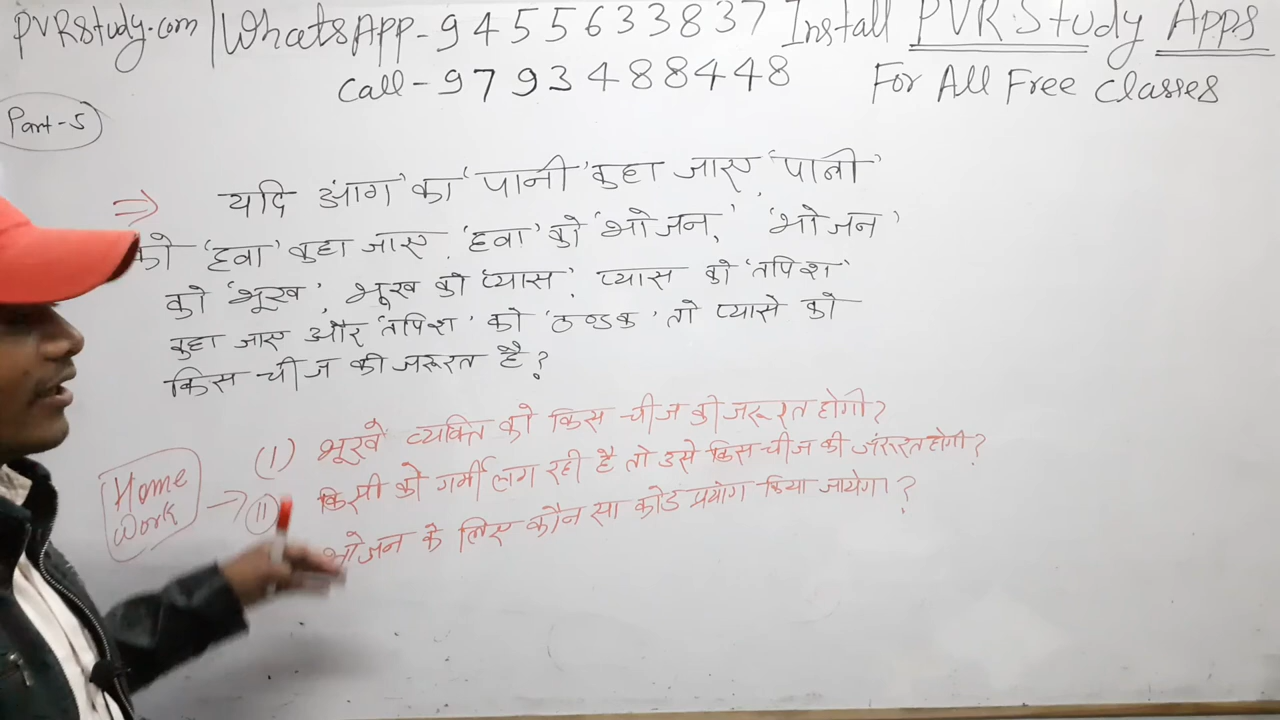 PVRStudy.com | WhatsApp - 9455633837 Install PVR Study Apps
Call - 9793488448 For All Free Classes
Part-5
⇒ यदि 'आग' को 'पानी' कहा जाए, 'पानी'
को 'हवा' कहा जाए, 'हवा' को 'भोजन', 'भोजन'
को 'भूख', भूख को 'प्यास', प्यास को 'तपिश'
कहा जाए और 'तपिश' को 'ठण्डक' तो प्यासे को
किस चीज की जरूरत है?
(I) भूखे व्यक्ति को किस चीज की जरूरत होगी?
Home Work → (II) किसी को गर्मी लग रही है तो उसे किस चीज की जरूरत होगी?
भोजन के लिए कौन सा कोड प्रयोग किया जायेगा?